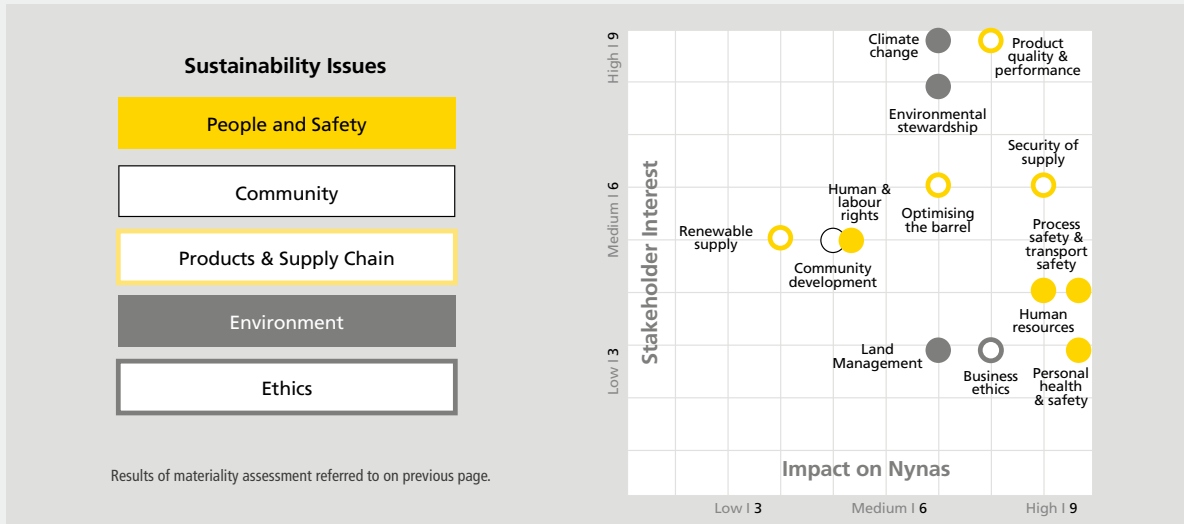 Sustainability Issues
People and Safety
Community
Products & Supply Chain
Environment
Ethics
Results of materiality assessment referred to on previous page.
High I 9
Medium I 6
Low I 3
Stakeholder Interest
Climate
change
Product
quality &
performance
Environmental
stewardship
Security of
supply
Human &
labour
rights
Optimising
the barrel
Renewable
supply
Process
safety &
transport
safety
Community
development
Human
resources
Land
Management
Business
ethics
Personal
health
& safety
Impact on Nynas
Low I 3
Medium I 6
High I 9